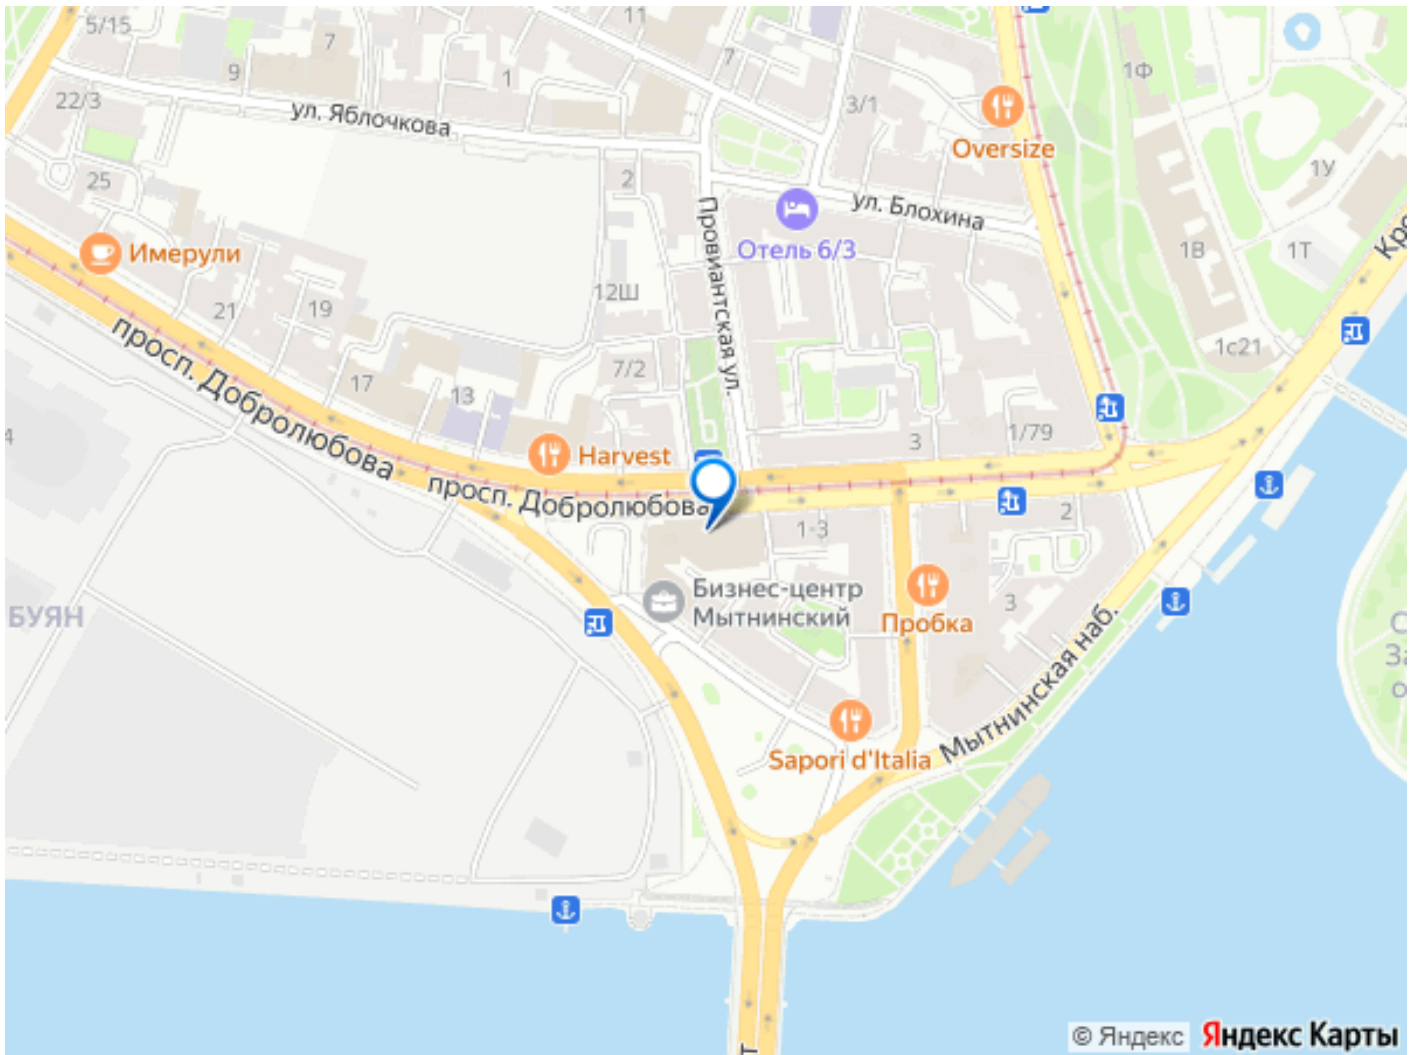 5/15
11
7
7
9
1
1Ф
22/3
3/1
ул. Яблочкова
Oversize
1У
25
2
ул. Блохина
Провиантская ул.
Отель 6/3
1В
1Т
Имерули
12Ш
21
19
просп. Добролюбова
1с21
17
7/2
13
4
3
1/79
Harvest
просп. Добролюбова
1-3
2
Бизнес-центр
Мытнинский
3
БУЯН
Пробка
Мытнинская наб.
Sapori d'Italia
© Яндекс
Яндекс Карты